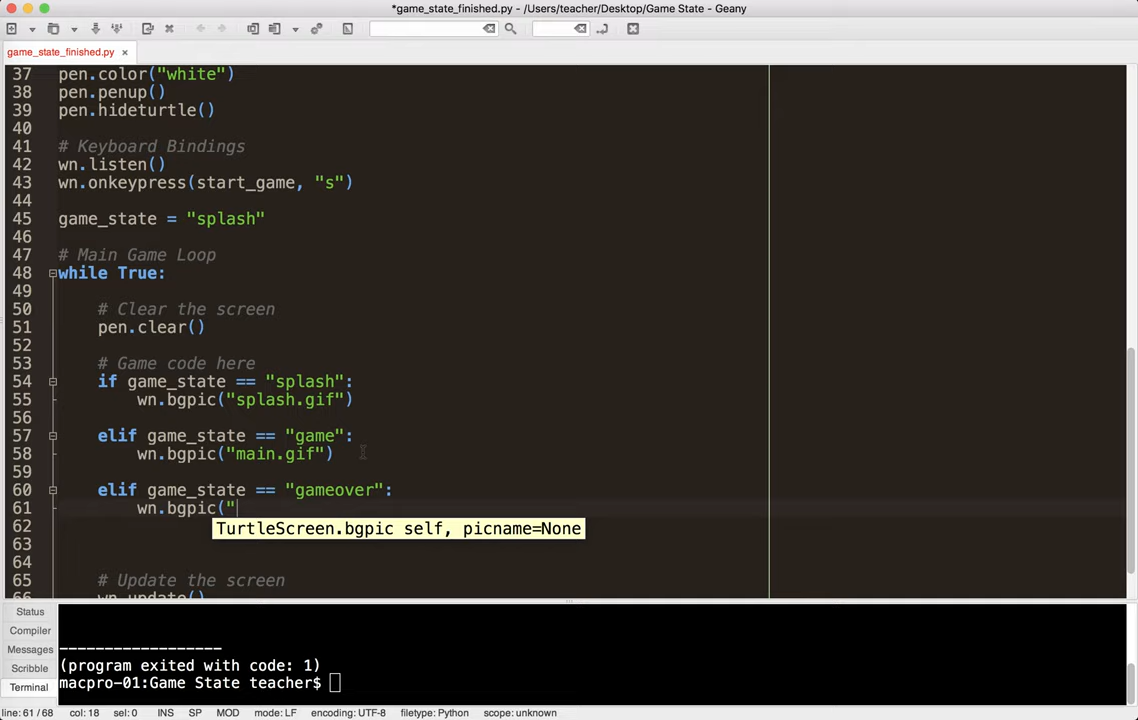 *game_state_finished.py - /Users/teacher/Desktop/Game State - Geany
game_state_finished.py ×
37 pen.color("white")
38 pen.penup()
39 pen.hideturtle()
40
41 # Keyboard Bindings
42 wn.listen()
43 wn.onkeypress(start_game, "s")
44
45 game_state = "splash"
46
47 # Main Game Loop
48 while True:
49
50 # Clear the screen
51 pen.clear()
52
53 # Game code here
54 if game_state == "splash":
55 wn.bgpic("splash.gif")
56
57 elif game_state == "game":
58 wn.bgpic("main.gif")
59
60 elif game_state == "gameover":
61 wn.bgpic("
62 TurtleScreen.bgpic self, picname=None
63
64
65 # Update the screen
66 wn.update()
Status
Compiler
Messages
Scribble
Terminal
------------------
(program exited with code: 1)
macpro-01:Game State teacher$
line: 61 / 68 col: 18 sel: 0 INS SP MOD mode: LF encoding: UTF-8 filetype: Python scope: unknown